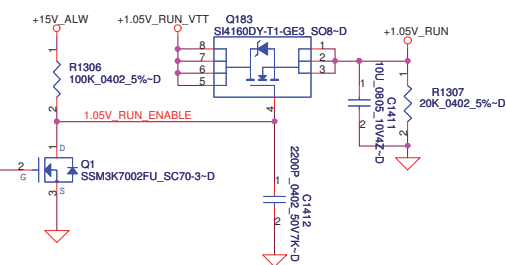 +15V_ALW
+1.05V_RUN_VTT
Q183
SI4160DY-T1-GE3_SO8~D
+1.05V_RUN
8
7
6
5
1
2
3
4
1
R1306
100K_0402_5%~D
2
1
C1411
10U_0805_10V4Z~D
2
1
R1307
20K_0402_5%~D
2
1.05V_RUN_ENABLE
1
D
Q1
SSM3K7002FU_SC70-3~D
2
G
3
S
1
C1412
2200P_0402_50V7K~D
2